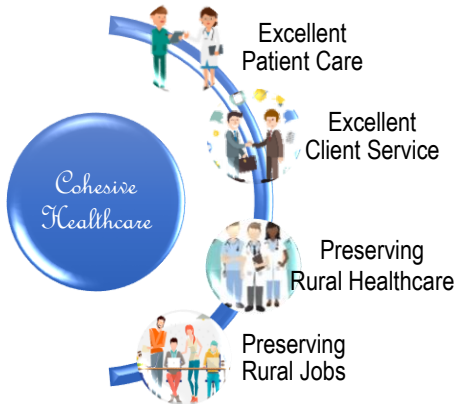 Cohesive
Healthcare
Excellent
Patient Care
Excellent
Client Service
Preserving
Rural Healthcare
Preserving
Rural Jobs